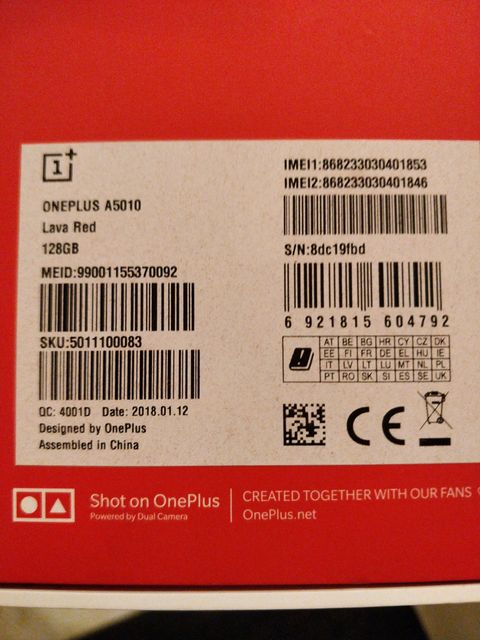 1+
ONEPLUS A5010
Lava Red
128GB
MEID:99001155370092
SKU:5011100083
QC: 4001D Date: 2018.01.12
Designed by OnePlus
Assembled in China
IMEI1:868233030401853
IMEI2:868233030401846
S/N:8dc19fbd
6 921815 604792
AT BE BG HR CY CZ DK
EE FI FR DE EL HU IE
IT LV LT LU MT NL PL
PT RO SK SI ES SE UK
CE
Shot on OnePlus
Powered by Dual Camera
CREATED TOGETHER WITH OUR FANS
OnePlus.net